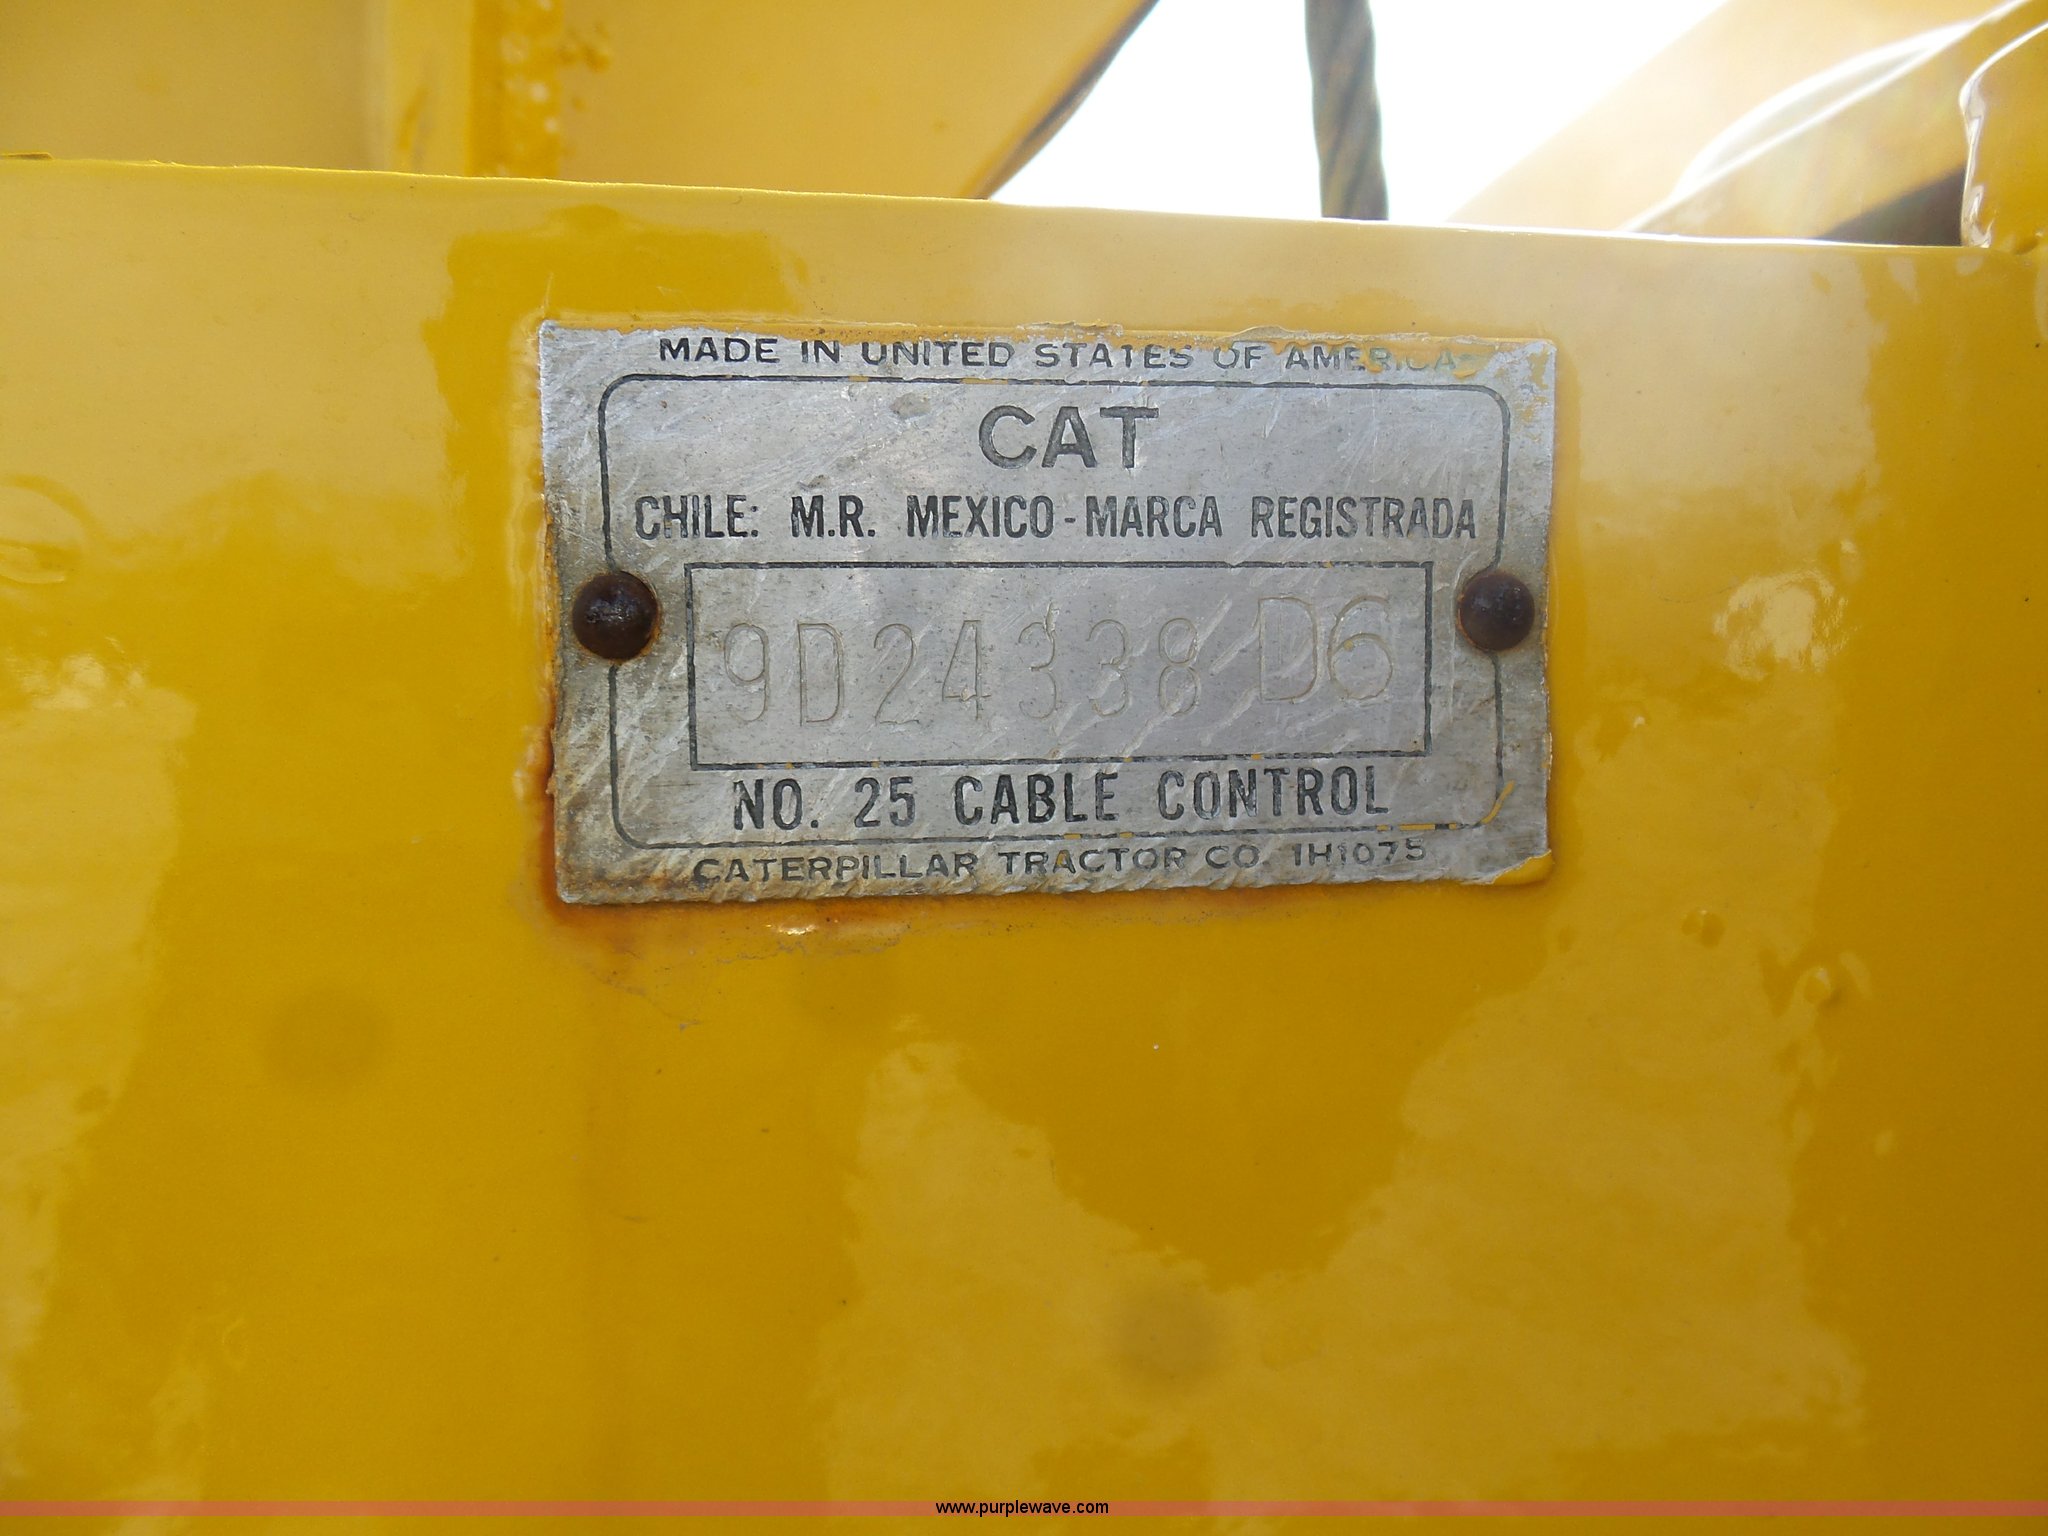 MADE IN UNITED STATES OF AMERICA
CAT
CHILE: M.R. MEXICO-MARCA REGISTRADA
9D24338 D6
NO. 25 CABLE CONTROL
CATERPILLAR TRACTOR CO. 1H1075
www.purplewave.com